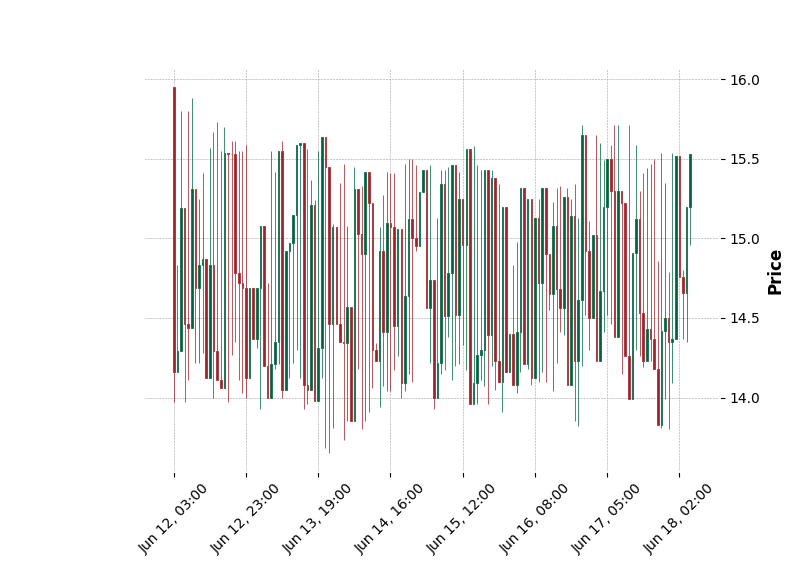 16.0
15.5
15.0
14.5
14.0
Price
Jun 12, 03:00
Jun 12, 23:00
Jun 13, 19:00
Jun 14, 16:00
Jun 15, 12:00
Jun 16, 08:00
Jun 17, 05:00
Jun 18, 02:00